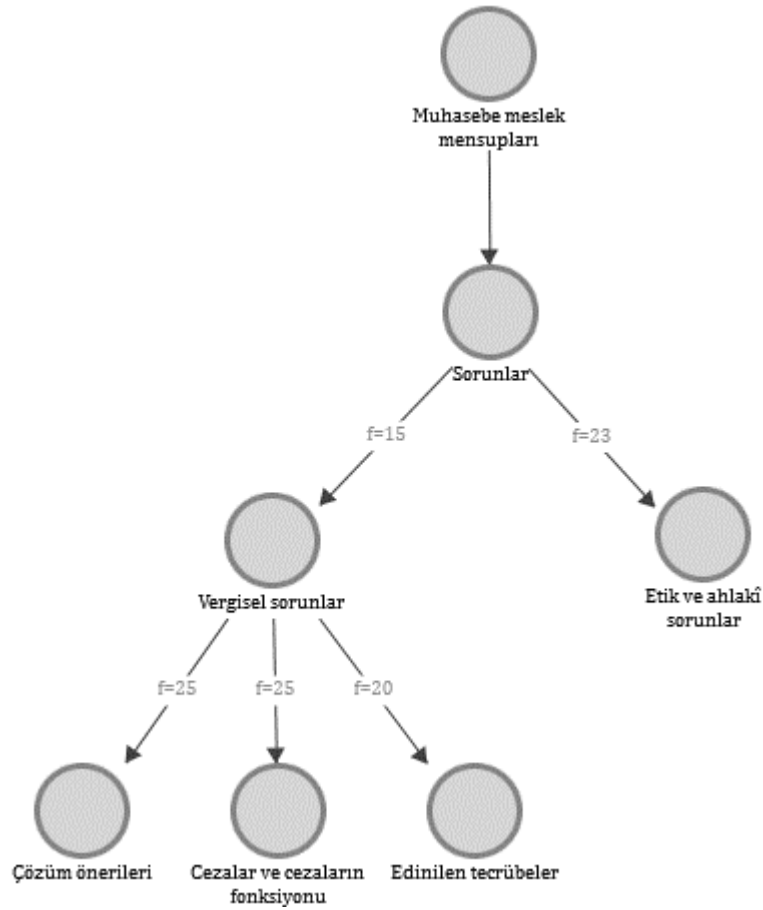 Muhasebe meslek
mensupları
Sorunlar
f=15
f=23
Vergisel sorunlar
Etik ve ahlakî
sorunlar
f=25
f=25
f=20
Çözüm önerileri
Cezalar ve cezaların
fonksiyonu
Edinilen tecrübeler